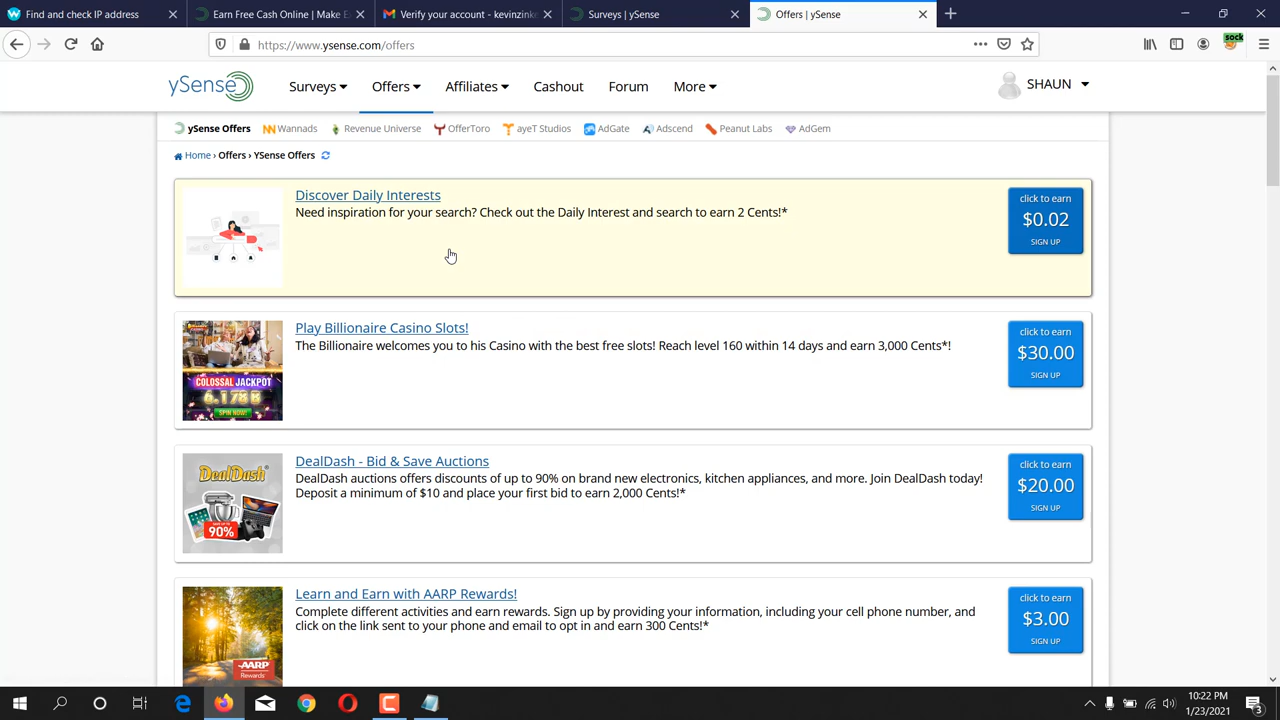 Find and check IP address
Earn Free Cash Online | Make E
Verify your account - kevinzinke
Surveys | ySense
Offers | ySense
https://www.ysense.com/offers
sock
ySense
Surveys
Offers
Affiliates
Cashout
Forum
More
SHAUN
ySense Offers
Wannads
Revenue Universe
OfferToro
ayeT Studios
AdGate
Adscend
Peanut Labs
AdGem
Home › Offers › YSense Offers
Discover Daily Interests
Need inspiration for your search? Check out the Daily Interest and search to earn 2 Cents!*
click to earn
$0.02
SIGN UP
Play Billionaire Casino Slots!
The Billionaire welcomes you to his Casino with the best free slots! Reach level 160 within 14 days and earn 3,000 Cents*!
COLOSSAL JACKPOT
SPIN NOW!
click to earn
$30.00
SIGN UP
DealDash - Bid & Save Auctions
DealDash auctions offers discounts of up to 90% on brand new electronics, kitchen appliances, and more. Join DealDash today!
Deposit a minimum of $10 and place your first bid to earn 2,000 Cents!*
DealDash
90%
click to earn
$20.00
SIGN UP
Learn and Earn with AARP Rewards!
Complete different activities and earn rewards. Sign up by providing your information, including your cell phone number, and
click on the link sent to your phone and email to opt in and earn 300 Cents!*
AARP
Rewards
click to earn
$3.00
SIGN UP
10:22 PM
1/23/2021
3